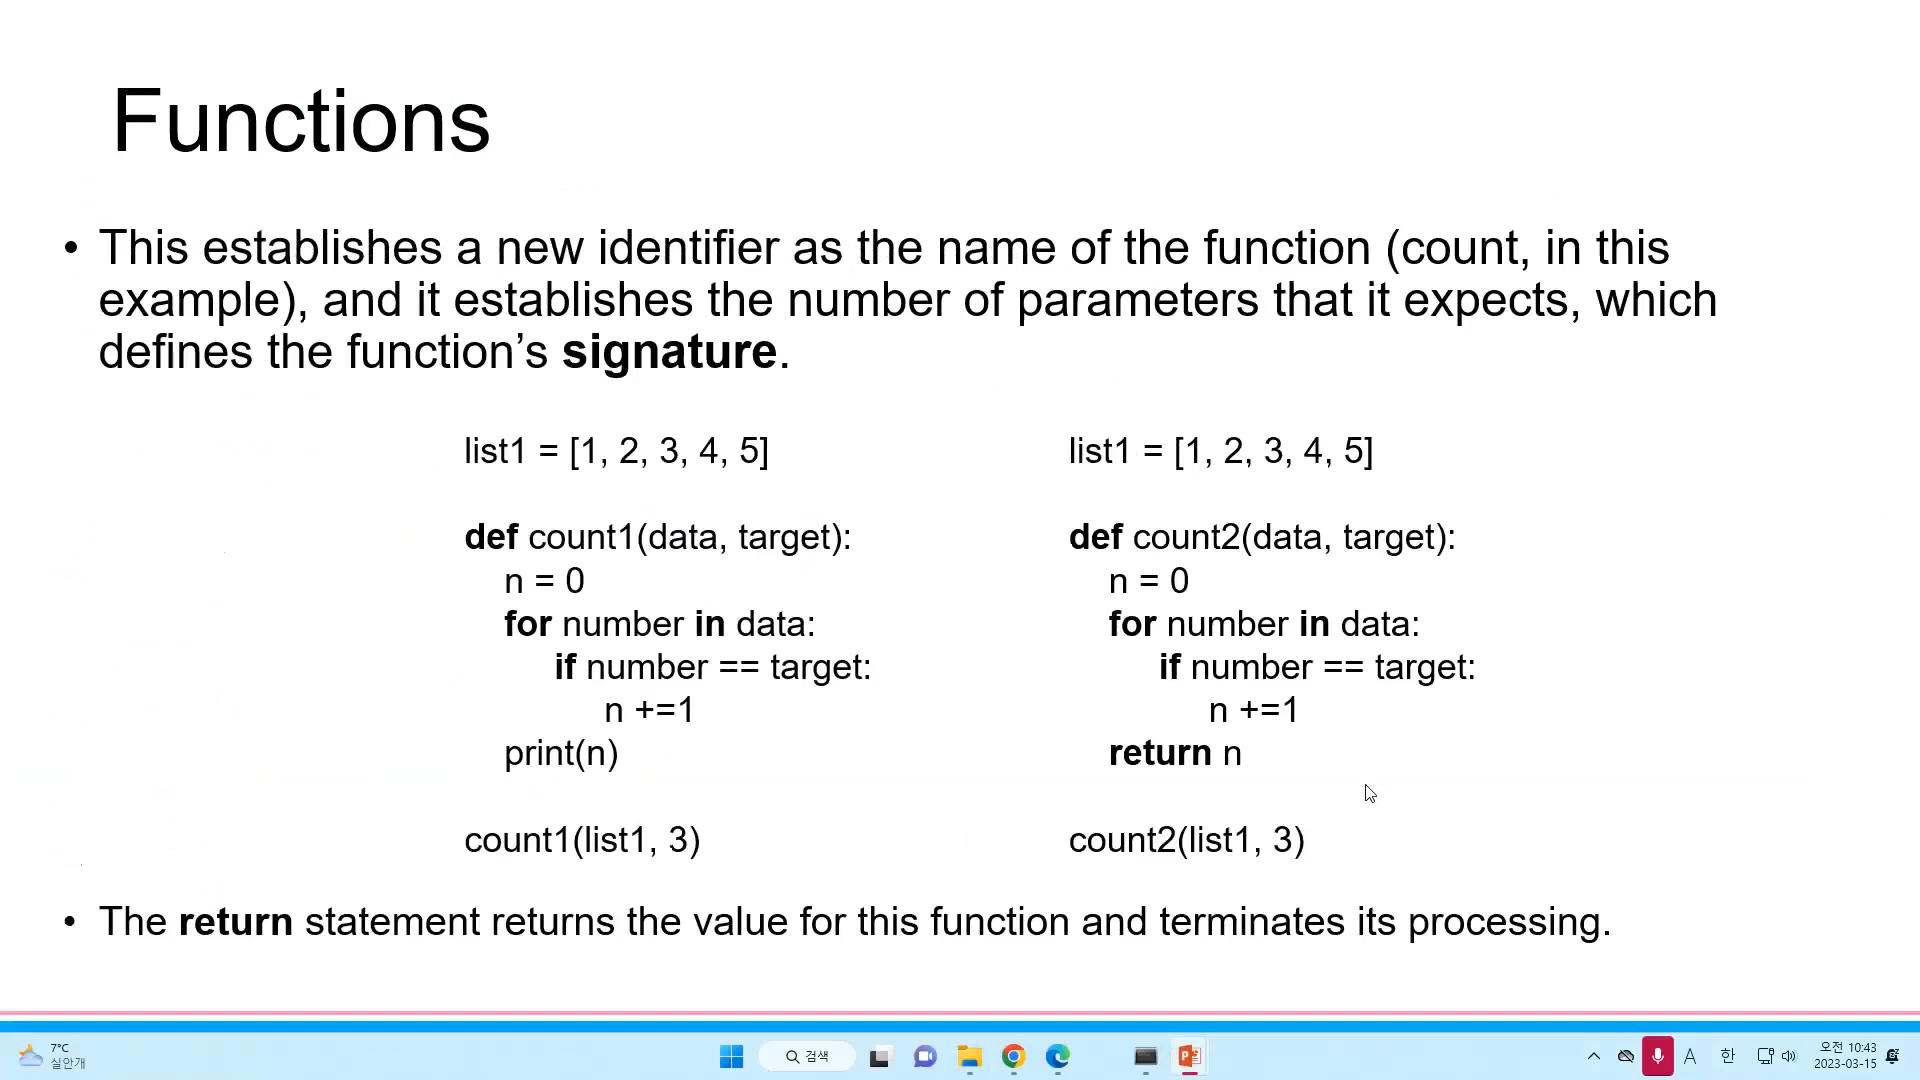 Functions
• This establishes a new identifier as the name of the function (count, in this
example), and it establishes the number of parameters that it expects, which
defines the function’s signature.
list1 = [1, 2, 3, 4, 5]
def count1(data, target):
n = 0
for number in data:
if number == target:
n +=1
print(n)
count1(list1, 3)
list1 = [1, 2, 3, 4, 5]
def count2(data, target):
n = 0
for number in data:
if number == target:
n +=1
return n
count2(list1, 3)
• The return statement returns the value for this function and terminates its processing.
7°C
실안개
검색
A
한
오전 10:43
2023-03-15